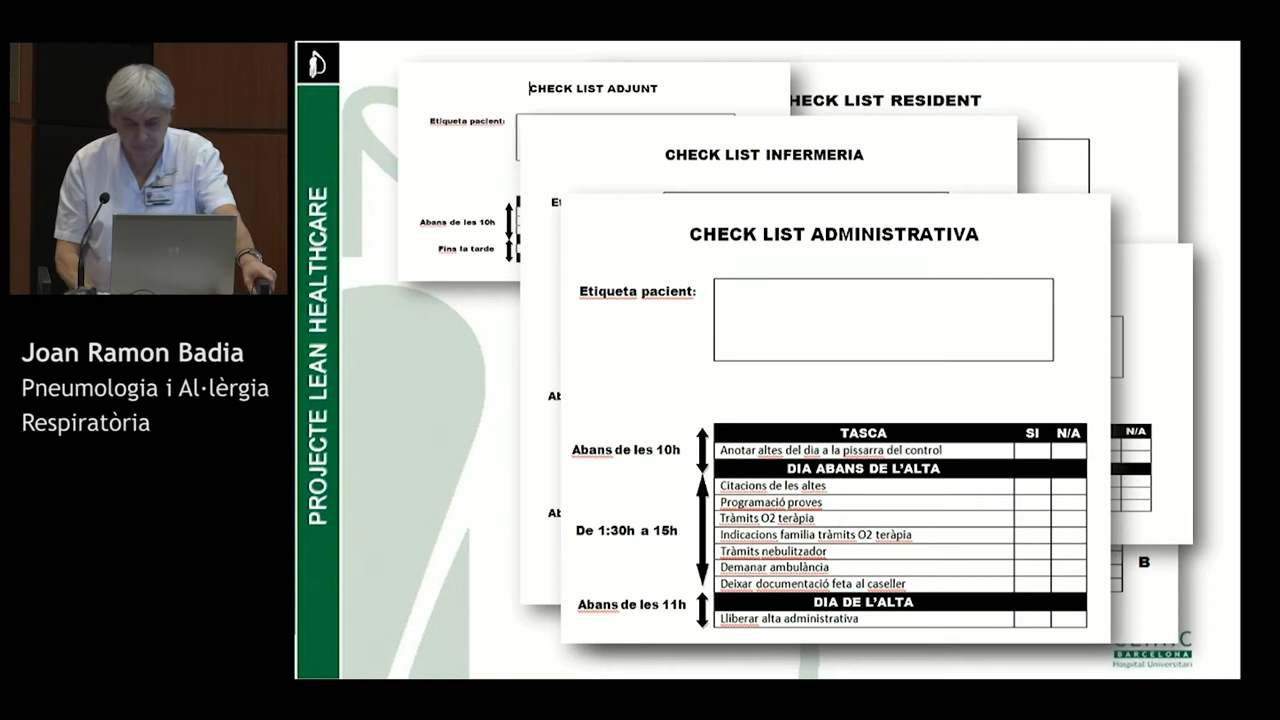 Joan Ramon Badia
Pneumologia i Al·lèrgia
Respiratòria
PROJECTE LEAN HEALTHCARE
CHECK LIST ADJUNT
Etiqueta pacient:
Abans de les 10h
Fins la tarde
HECK LIST RESIDENT
CHECK LIST INFERMERIA
CHECK LIST ADMINISTRATIVA
Etiqueta pacient:
TASCA SI N/A
Abans de les 10h
Anotar altes del dia a la pissarra del control
DIA ABANS DE L'ALTA
De 1:30h a 15h
Citacions de les altes
Programació proves
Tràmits O2 teràpia
Indicacions familia tràmits O2 teràpia
Tràmits nebulitzador
Demanar ambulància
Deixar documentació feta al caseller
Abans de les 11h
DIA DE L'ALTA
Lliberar alta administrativa
N/A
B
BARCELONA
Hospital Universitari